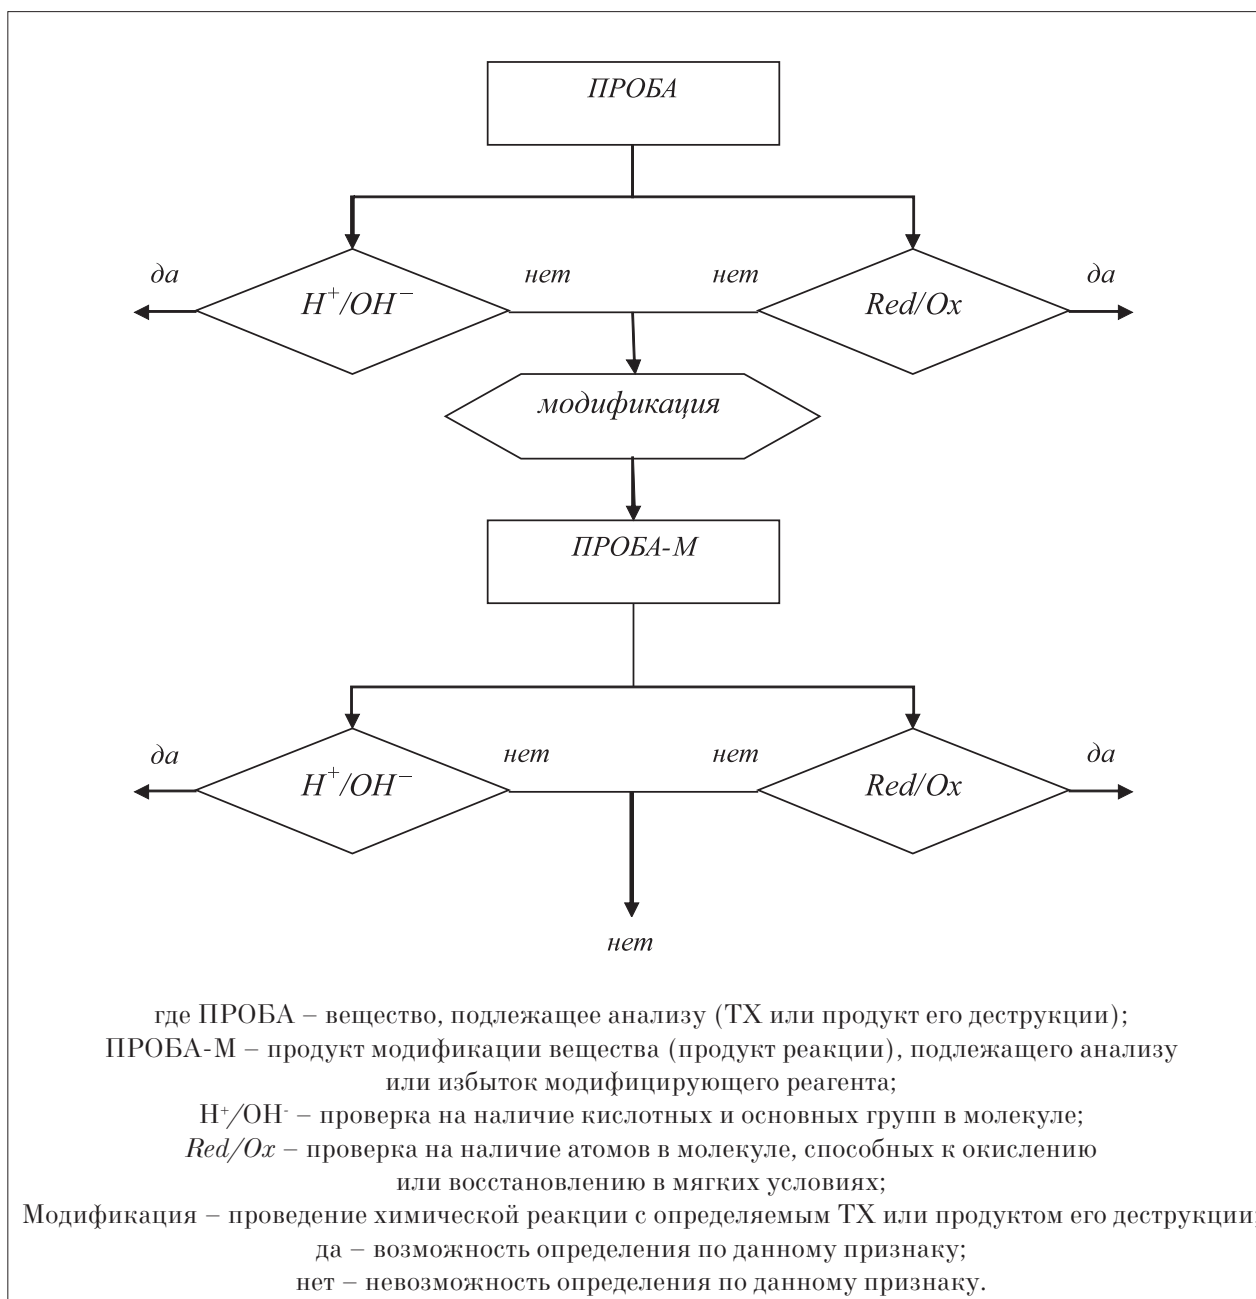 ПРОБА
да
H⁺/OH⁻
нет
нет
Red/Ox
да
модификация
ПРОБА-М
да
H⁺/OH⁻
нет
нет
Red/Ox
да
нет
где ПРОБА – вещество, подлежащее анализу (ТХ или продукт его деструкции);
ПРОБА-М – продукт модификации вещества (продукт реакции), подлежащего анализу
или избыток модифицирующего реагента;
H⁺/OH⁻ – проверка на наличие кислотных и основных групп в молекуле;
Red/Ox – проверка на наличие атомов в молекуле, способных к окислению
или восстановлению в мягких условиях;
Модификация – проведение химической реакции с определяемым ТХ или продуктом его деструкции;
да – возможность определения по данному признаку;
нет – невозможность определения по данному признаку.